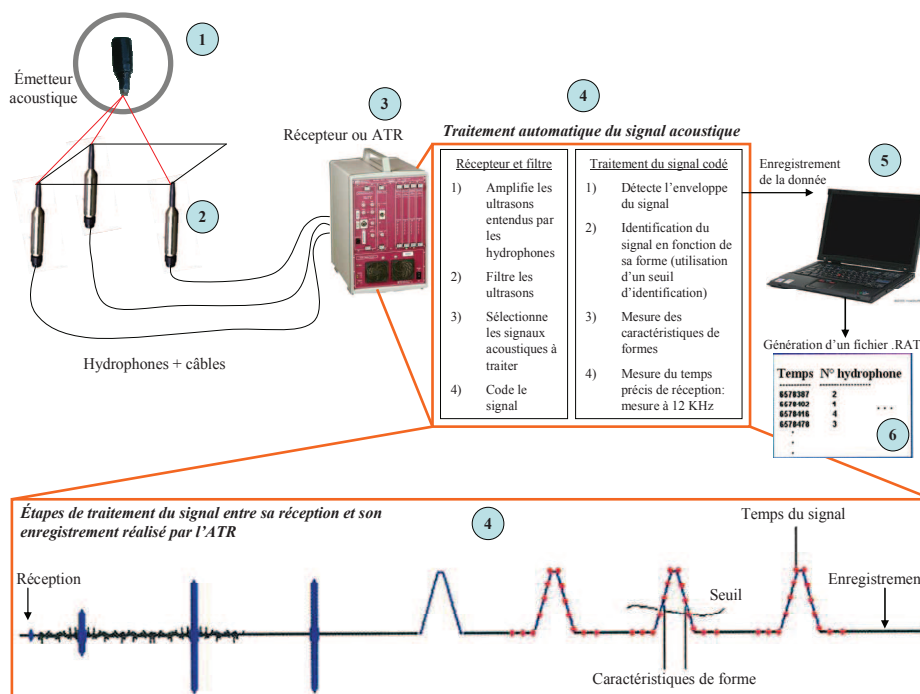 1
Émetteur
acoustique
3
4
Récepteur ou ATR
Traitement automatique du signal acoustique
Récepteur et filtre
1) Amplifie les
ultrasons
entendu par
les
hydrophones
2) Filtre les
ultrasons
3) Sélectionne
les signaux
acoustiques à
traiter
4) Code le
signal
Traitement du signal codé
1) Détecte l'enveloppe
du signal
2) Identification du
signal en fonction de
sa forme (utilisation
d'un seuil
d'identification)
3) Mesure des
caractéristiques de
formes
4) Mesure du temps
précis de réception:
mesure à 12 KHz
Enregistrement
de la donnée
5
2
Hydrophones + câbles
Génération d'un fichier .RAT
Temps N° hydrophone
6578387 2
6578402 1
6578416 4
6578478 3
...
6
Étapes de traitement du signal entre sa réception et son
enregistrement réalisé par l'ATR
4
Temps du signal
Réception
Seuil
Enregistrement
Caractéristiques de forme